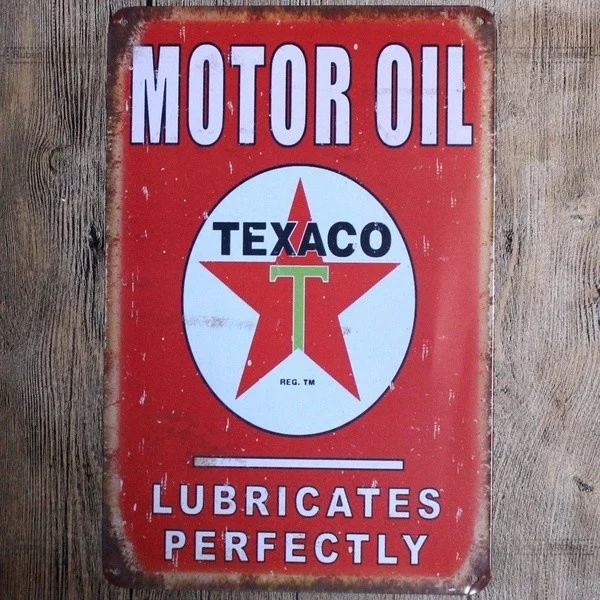 MOTOR OIL
TEXACO
T
REG. TM
LUBRICATES
PERFECTLY